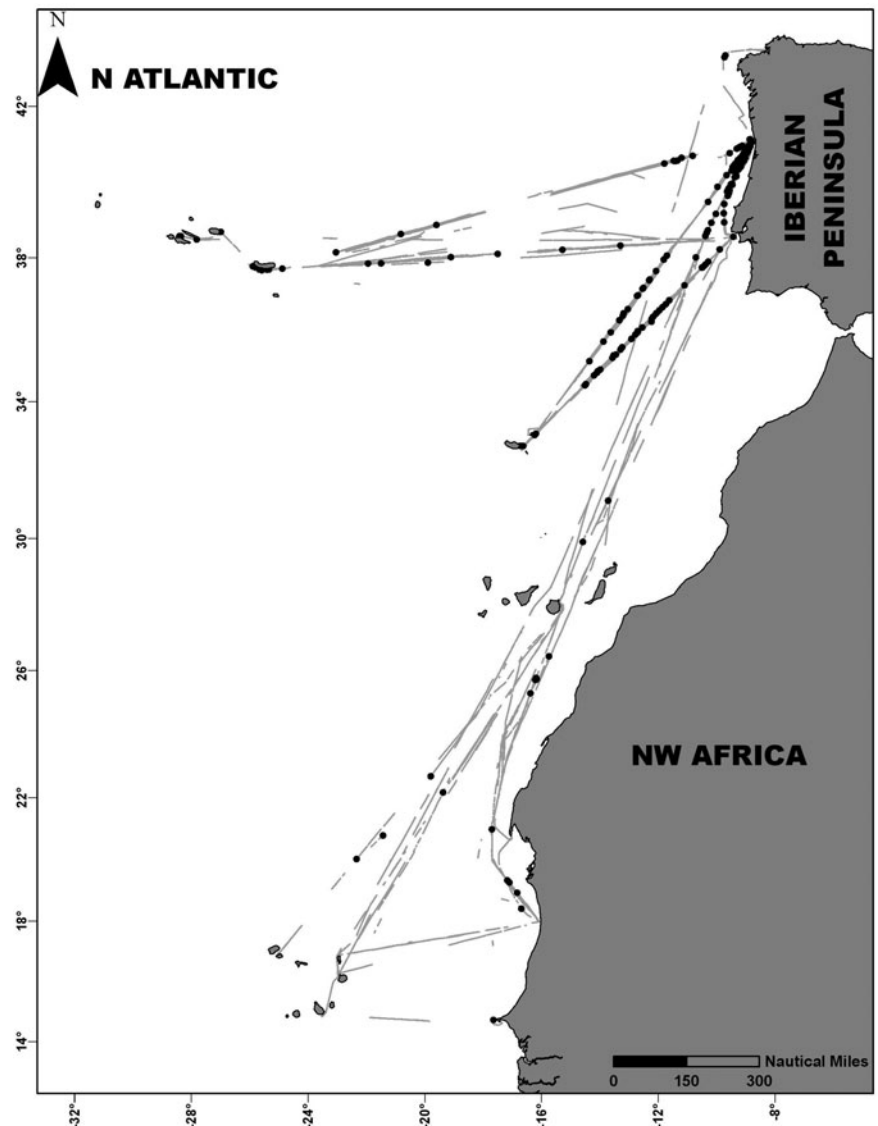 N
N ATLANTIC
IBERIAN
PENINSULA
NW AFRICA
Nautical Miles
0 150 300
42°
38°
34°
30°
26°
22°
18°
14°
-32°
-28°
-24°
-20°
-16°
-12°
-8°